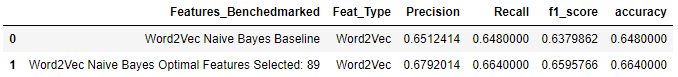 Features_Benchedmarked Feat_Type Precision Recall f1_score accuracy
0 Word2Vec Naive Bayes Baseline Word2Vec 0.6512414 0.6480000 0.6379862 0.6480000
1 Word2Vec Naive Bayes Optimal Features Selected: 89 Word2Vec 0.6792014 0.6640000 0.6595766 0.6640000